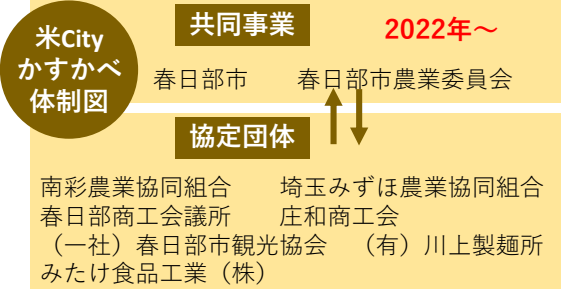 米City
かすかべ
体制図
共同事業
2022年～
春日部市 春日部市農業委員会
協定団体
南彩農業協同組合 埼玉みずほ農業協同組合
春日部商工会議所 庄和商工会
（一社）春日部市観光協会 （有）川上製麺所
みたけ食品工業（株）